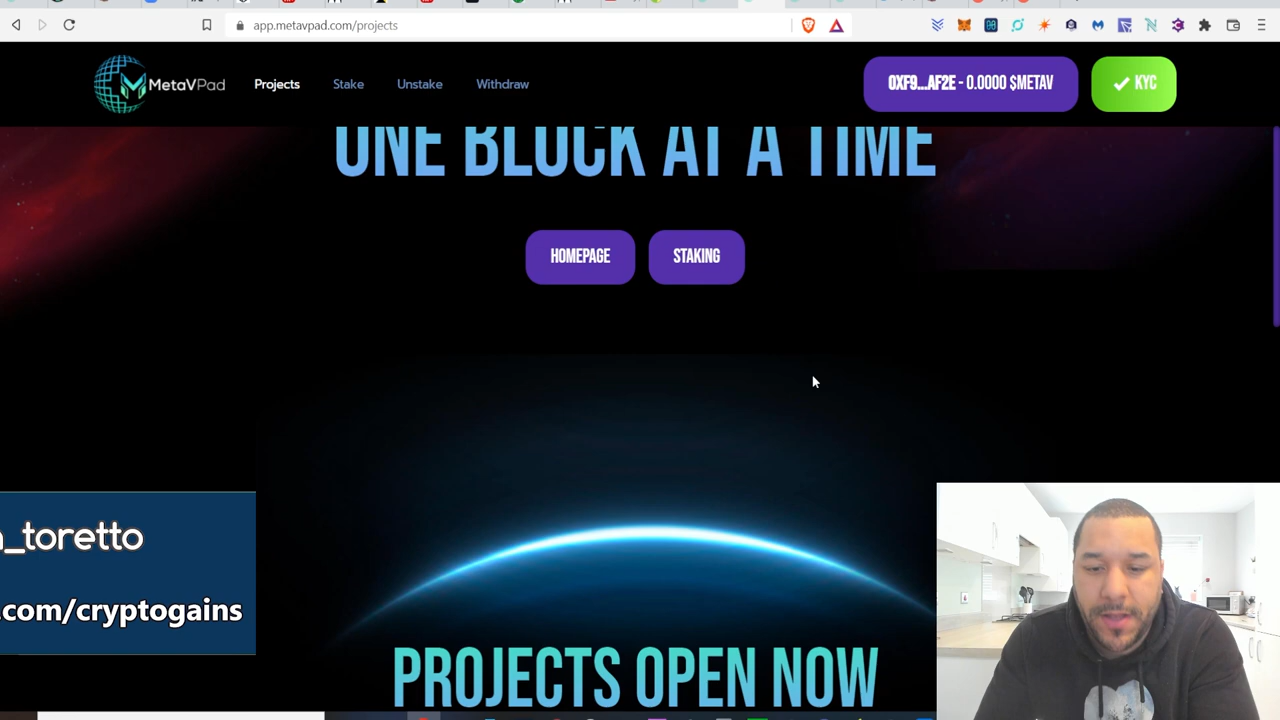 app.metavpad.com/projects
MetaVPad
Projects
Stake
Unstake
Withdraw
0XF9...AF2E - 0.0000 $METAV
KYC
ONE BLOCK AT A TIME
HOMEPAGE
STAKING
_toretto
.com/cryptogains
PROJECTS OPEN NOW